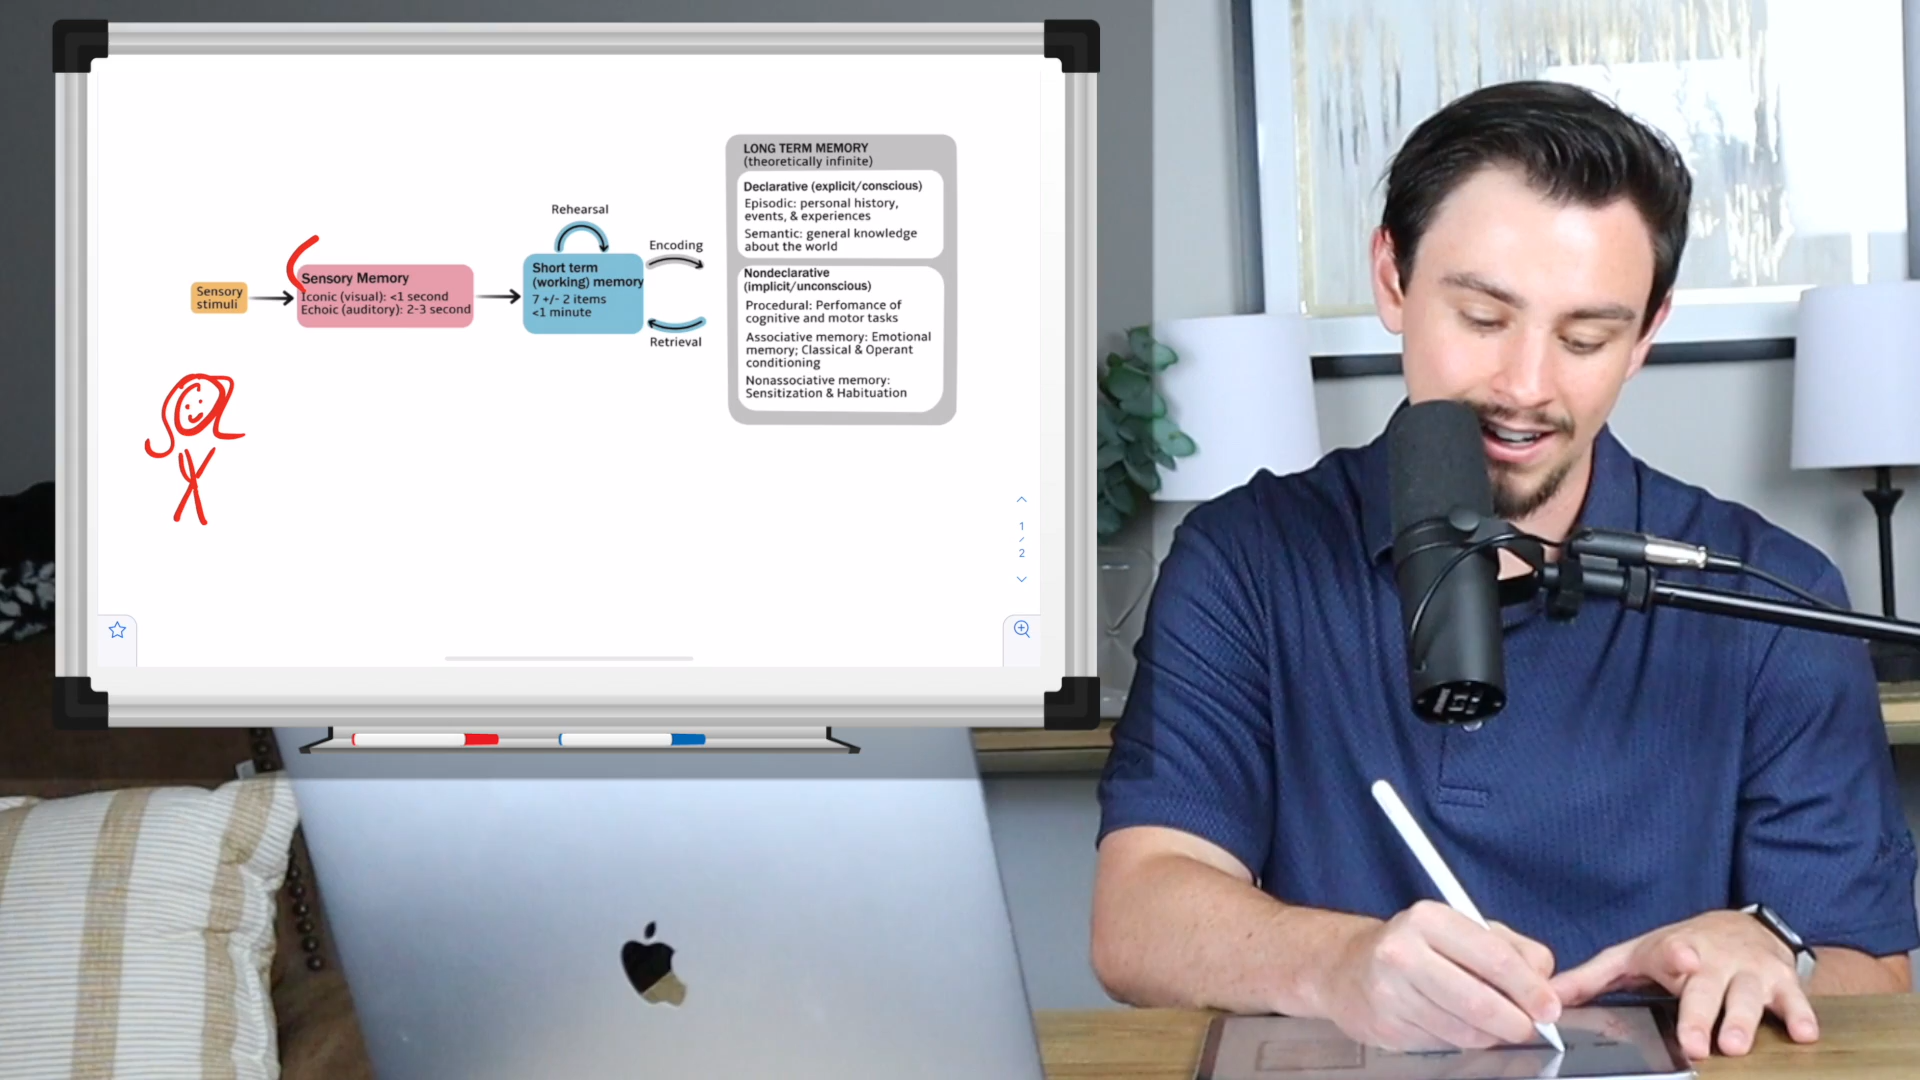 LONG TERM MEMORY
(theoretically infinite)
Declarative (explicit/conscious)
Episodic: personal history,
events, & experiences
Semantic: general knowledge
about the world
Nondeclarative
(implicit/unconscious)
Procedural: Perfomance of
cognitive and motor tasks
Associative memory: Emotional
memory; Classical & Operant
conditioning
Nonassociative memory:
Sensitization & Habituation
Rehearsal
Encoding
Short term
(working) memory
7 +/- 2 items
<1 minute
Retrieval
Sensory Memory
Iconic (visual): <1 second
Echoic (auditory): 2-3 second
Sensory
stimuli
1
/
2